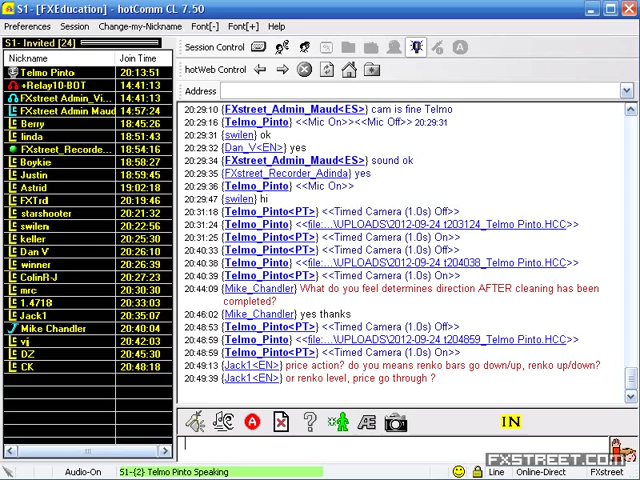 S1- [FXEducation] - hotComm CL 7.50
Preferences Session Change-my-Nickname Font[-] Font[+] Help
S1- Invited [24]
Session Control
Nickname Join Time
hotWeb Control
Address
Telmo Pinto 20:13:51
+Relay10-BOT 14:41:13
FXstreet Admin_Vi... 14:41:13
FXstreet Admin Maud 14:57:24
Berry 18:45:26
linda 18:51:43
FXstreet_Recorde... 18:54:16
Boykie 18:58:27
Justin 18:59:45
Astrid 19:02:18
FXTrd 20:19:46
starshooter 20:21:32
swilen 20:22:56
keller 20:25:30
Dan V 20:26:10
winner 20:26:39
ColinR-J 20:27:23
mrc 20:30:30
1.4718 20:33:03
Jack1 20:35:07
Mike Chandler 20:40:04
vj 20:42:03
DZ 20:45:30
CK 20:48:18
20:29:10 {FXstreet_Admin_Maud<ES>} cam is fine Telmo
20:29:16 {Telmo_Pinto} <<Mic On>><<Mic Off>> 20:29:31
20:29:31 {swilen} ok
20:29:32 {Dan_V<EN>} yes
20:29:34 {FXstreet_Admin_Maud<ES>} sound ok
20:29:35 {FXstreet_Recorder_Adinda} yes
20:29:36 {Telmo_Pinto} <<Mic On>>
20:29:47 {swilen} hi
20:31:18 {Telmo_Pinto<PT>} <<Timed Camera (1.0s) Off>>
20:31:24 {Telmo_Pinto<PT>} <<file:...\UPLOADS\2012-09-24 t203124_Telmo Pinto.HCC>>
20:31:25 {Telmo_Pinto<PT>} <<Timed Camera (1.0s) On>>
20:40:33 {Telmo_Pinto<PT>} <<Timed Camera (1.0s) Off>>
20:40:38 {Telmo_Pinto<PT>} <<file:...\UPLOADS\2012-09-24 t204038_Telmo Pinto.HCC>>
20:40:39 {Telmo_Pinto<PT>} <<Timed Camera (1.0s) On>>
20:44:09 {Mike_Chandler} What do you feel determines direction AFTER cleaning has been
completed?
20:46:02 {Mike_Chandler} yes thanks
20:48:53 {Telmo_Pinto<PT>} <<Timed Camera (1.0s) Off>>
20:48:59 {Telmo_Pinto<PT>} <<file:...\UPLOADS\2012-09-24 t204859_Telmo Pinto.HCC>>
20:48:59 {Telmo_Pinto<PT>} <<Timed Camera (1.0s) On>>
20:49:13 {Jack1<EN>} price action? do you means renko bars go down/up, renko up/down?
20:49:39 {Jack1<EN>} or renko level, price go through ?
IN
Audio-On S1-{2} Telmo Pinto Speaking Line Online-Direct FXstreet
FXSTREET.COM